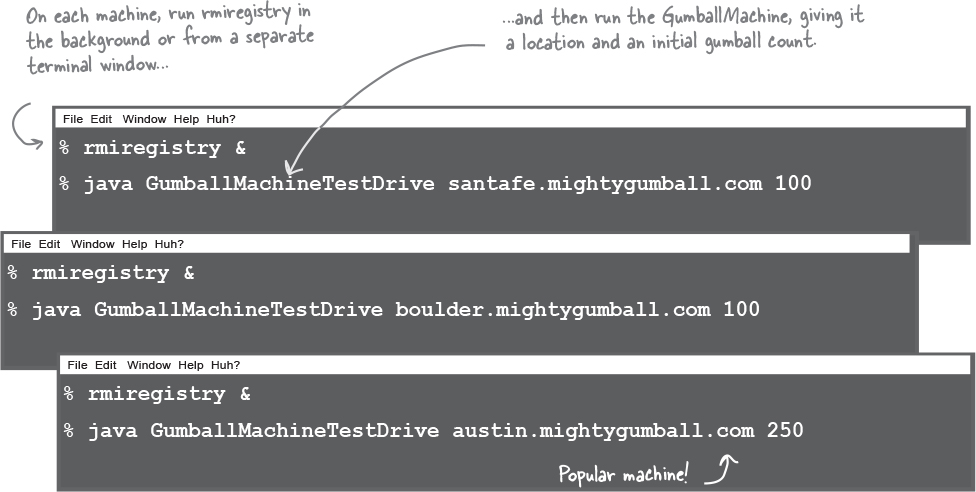 On each machine, run rmiregistry in
the background or from a separate
terminal window...
...and then run the GumballMachine, giving it
a location and an initial gumball count.
File Edit Window Help Huh?
% rmiregistry &
% java GumballMachineTestDrive santafe.mightygumball.com 100
File Edit Window Help Huh?
% rmiregistry &
% java GumballMachineTestDrive boulder.mightygumball.com 100
File Edit Window Help Huh?
% rmiregistry &
% java GumballMachineTestDrive austin.mightygumball.com 250
Popular machine!